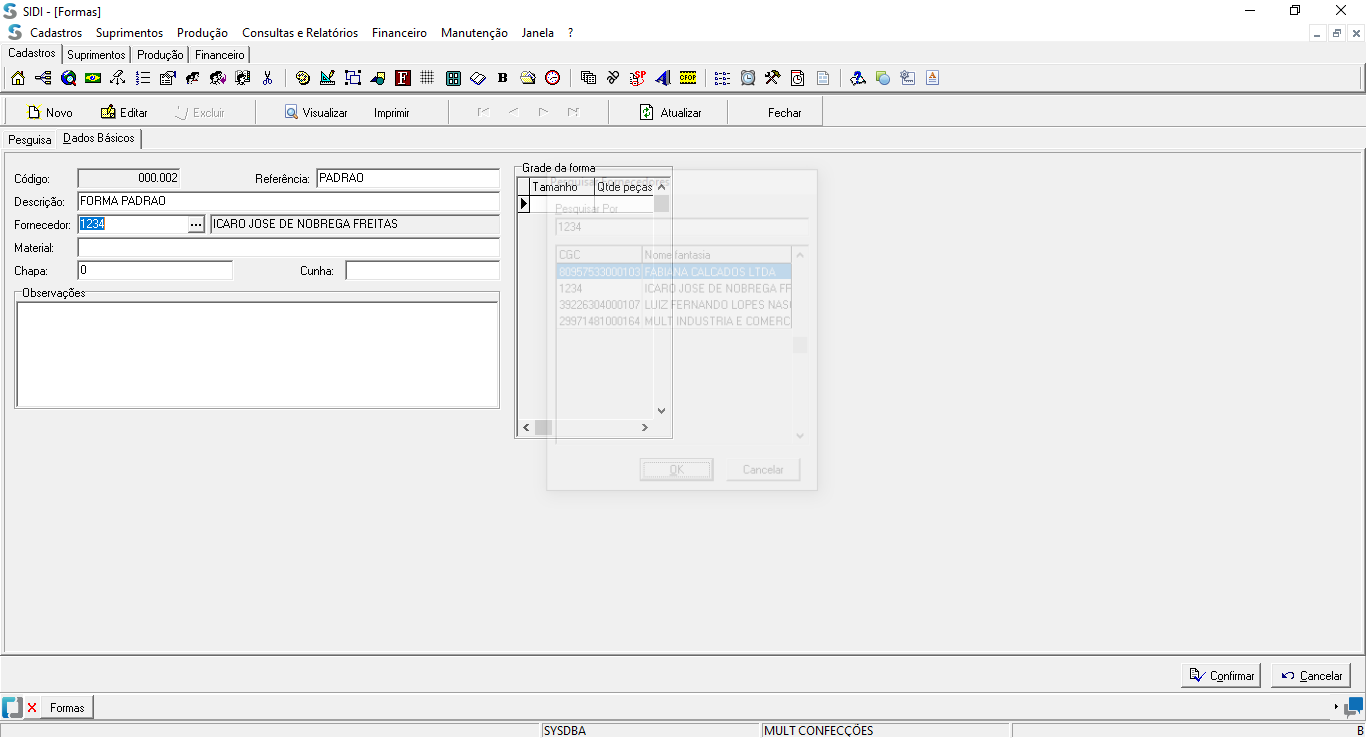 SIDI - [Formas]
Cadastros Suprimentos Produção Consultas e Relatórios Financeiro Manutenção Janela ?
Cadastros Suprimentos Produção Financeiro
F B SP CFOP A
Novo Editar Excluir Visualizar Imprimir Atualizar Fechar
Pesquisa Dados Básicos
Código: 000.002 Referência: PADRAO
Descrição: FORMA PADRAO
Fornecedor: 1234 ... ICARO JOSE DE NOBREGA FREITAS
Material:
Chapa: 0 Cunha:
Observações
Grade da forma
Tamanho Qtde peças
Pesquisar Fornecedores
Pesquisar Por
1234
CGC Nome fantasia
80957533000103 FABIANA CALCADOS LTDA
1234 ICARO JOSE DE NOBREGA FF
39226304000107 LUIZ FERNANDO LOPES NAS
29971481000164 MULT INDUSTRIA E COMERC
OK Cancelar
Confirmar Cancelar
Formas
SYSDBA MULT CONFECÇÕES B